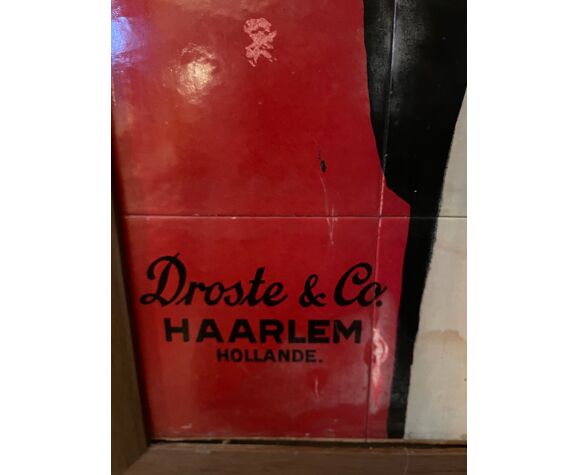 Droste & Co.
HAARLEM
HOLLANDE.